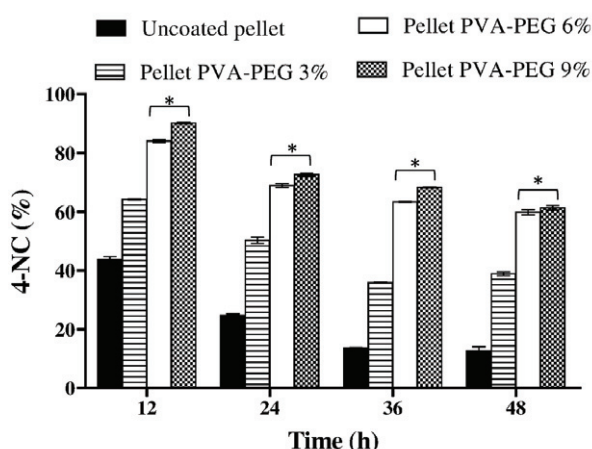 Uncoated pellet
Pellet PVA-PEG 6%
Pellet PVA-PEG 3%
Pellet PVA-PEG 9%
100
80
60
40
20
0
4-NC (%)
*
*
*
*
12
24
36
48
Time (h)